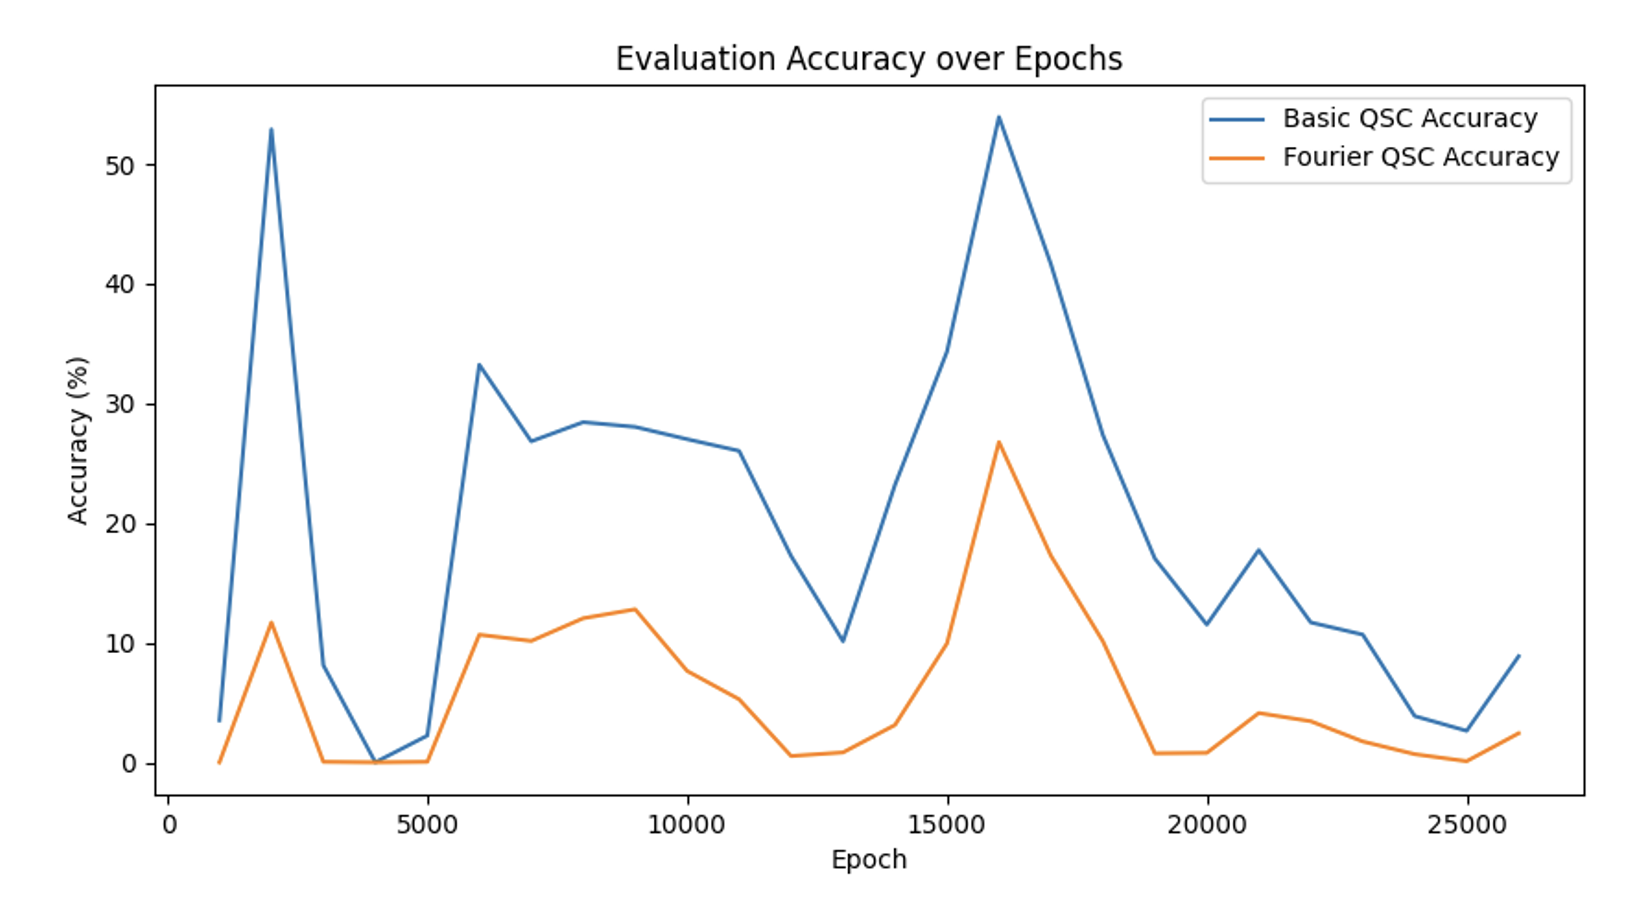 Evaluation Accuracy over Epochs
Basic QSC Accuracy
Fourier QSC Accuracy
Accuracy (%)
50
40
30
20
10
0
0 5000 10000 15000 20000 25000
Epoch